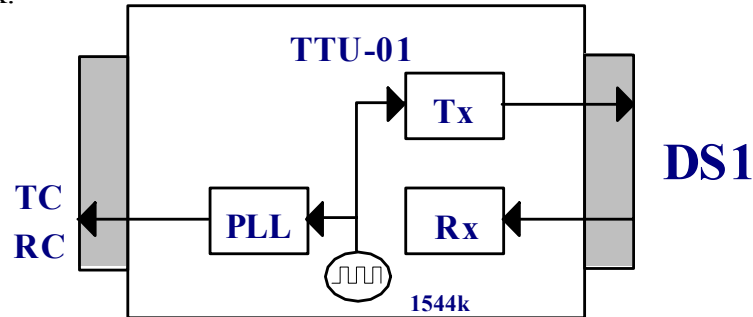 k.
TTU-01
Tx
DS1
TC
RC
PLL
Rx
1544k